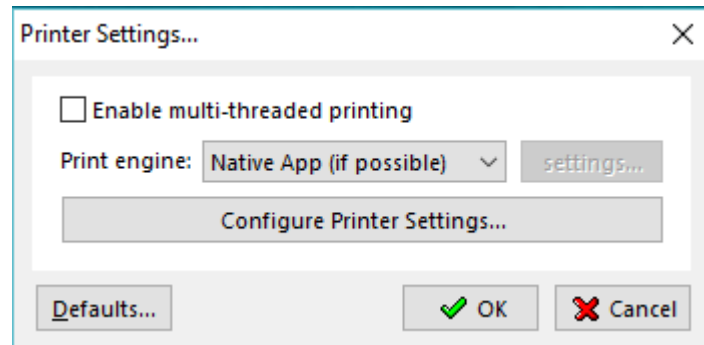 Printer Settings...
Enable multi-threaded printing
Print engine: Native App (if possible) settings...
Configure Printer Settings...
Defaults... OK Cancel